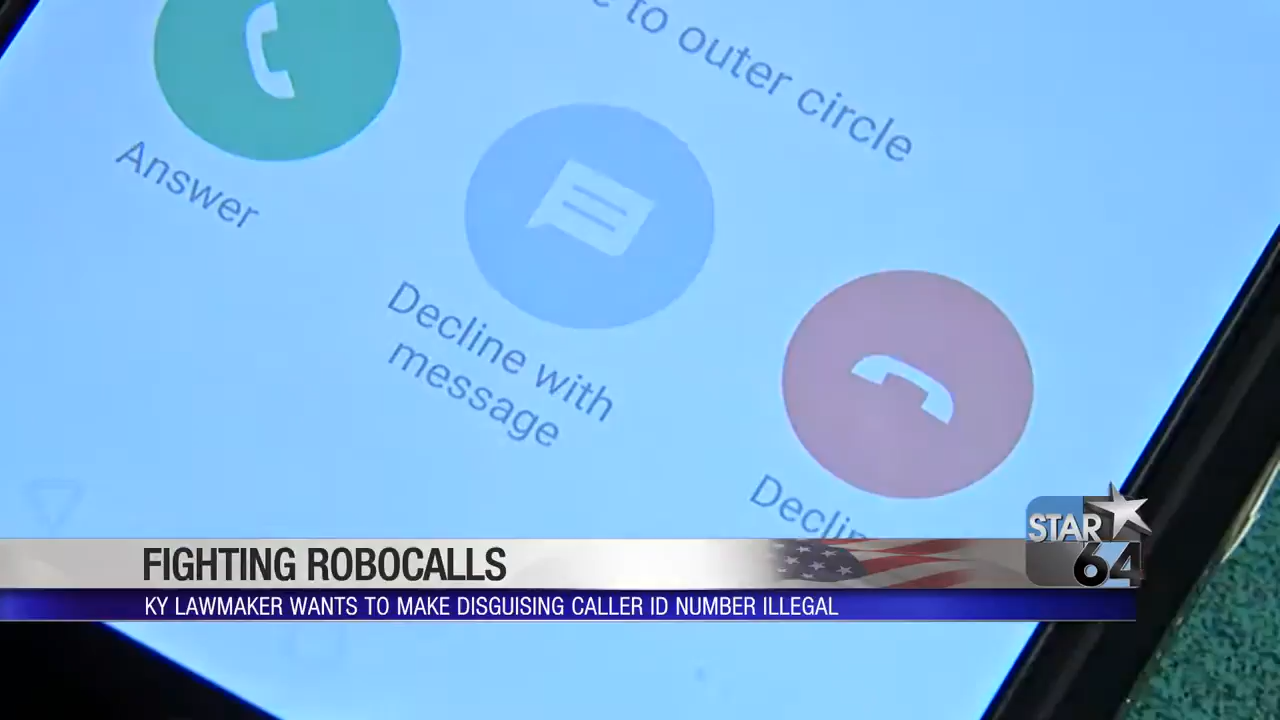 to outer circle
Answer
Decline with
message
STAR
64
FIGHTING ROBOCALLS
KY LAWMAKER WANTS TO MAKE DISGUISING CALLER ID NUMBER ILLEGAL